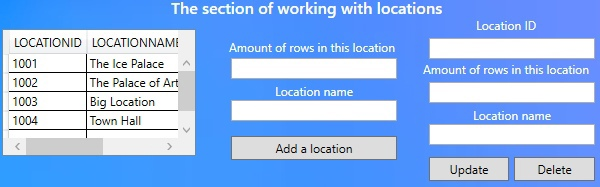 The section of working with locations
LOCATIONID LOCATIONNAME
1001 The Ice Palace
1002 The Palace of Art
1003 Big Location
1004 Town Hall
Amount of rows in this location
Location name
Add a location
Location ID
Amount of rows in this location
Location name
Update Delete